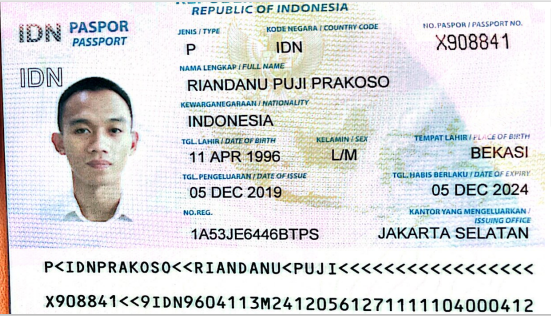 REPUBLIC OF INDONESIA
IDN PASPOR
PASSPORT
JENIS / TYPE
KODE NEGARA / COUNTRY CODE
NO. PASPOR / PASSPORT NO.
P
IDN
X908841
IDN
NAMA LENGKAP / FULL NAME
RIANDANU PUJI PRAKOSO
KEWARGANEGARAAN / NATIONALITY
INDONESIA
TGL. LAHIR / DATE OF BIRTH
KELAMIN / SEX
TEMPAT LAHIR / PLACE OF BIRTH
11 APR 1996
L/M
BEKASI
TGL. PENGELUARAN / DATE OF ISSUE
TGL. HABIS BERLAKU / DATE OF EXPIRY
05 DEC 2019
05 DEC 2024
NO. REG.
KANTOR YANG MENGELUARKAN /
ISSUING OFFICE
1A53JE6446BTPS
JAKARTA SELATAN
P<IDNPRAKOSO<<RIANDANU<PUJI<<<<<<<<<<<<<<<<<
X908841<<9IDN9604113M2412056127111110400412